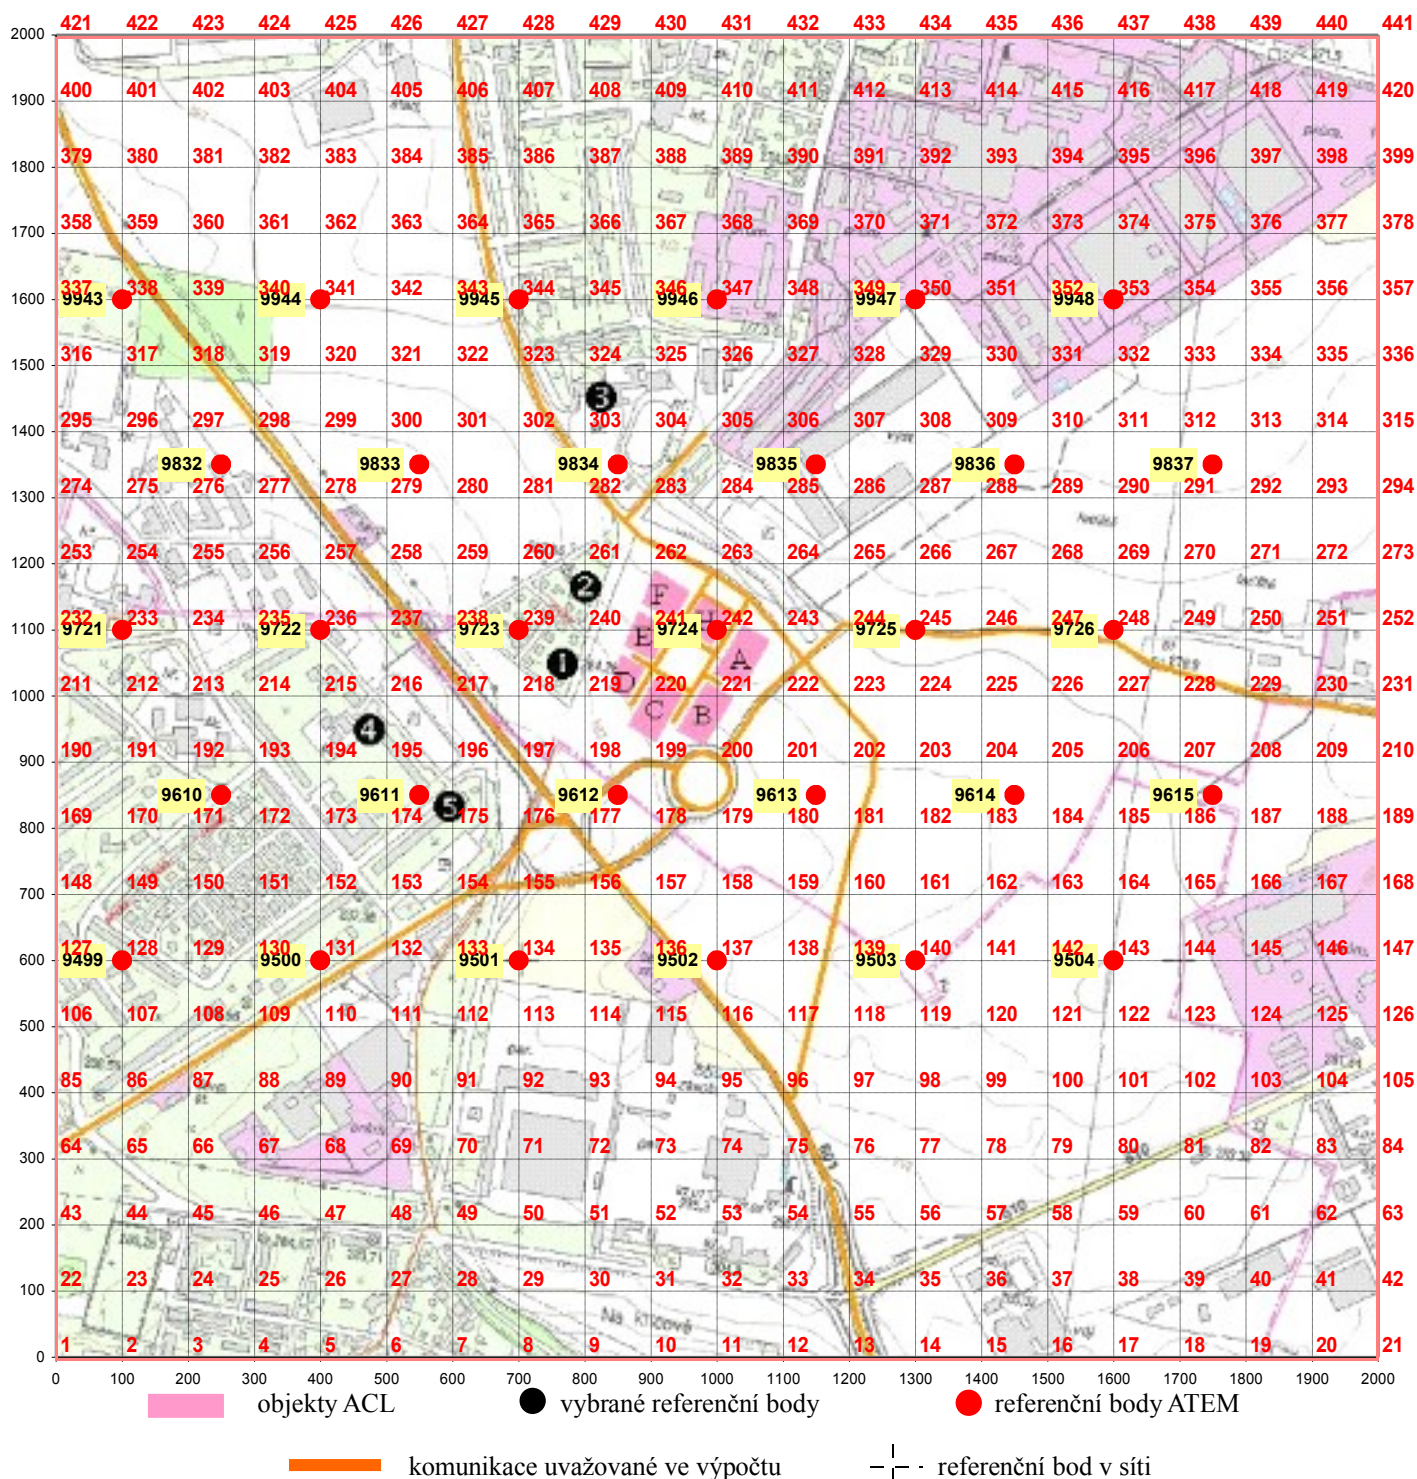 421 422 423 424 425 426 427 428 429 430 431 432 433 434 435 436 437 438 439 440 441
2000
400 401 402 403 404 405 406 407 408 409 410 411 412 413 414 415 416 417 418 419 420
1900
379 380 381 382 383 384 385 386 387 388 389 390 391 392 393 394 395 396 397 398 399
1800
358 359 360 361 362 363 364 365 366 367 368 369 370 371 372 373 374 375 376 377 378
1700
337 338 339 340 341 342 343 344 345 346 347 348 349 350 351 352 353 354 355 356 357
1600 9943 9944 9945 9946 9947 9948
316 317 318 319 320 321 322 323 324 325 326 327 328 329 330 331 332 333 334 335 336
1500
3
295 296 297 298 299 300 301 302 303 304 305 306 307 308 309 310 311 312 313 314 315
1400
9832 9833 9834 9835 9836 9837
274 275 276 277 278 279 280 281 282 283 284 285 286 287 288 289 290 291 292 293 294
1300
253 254 255 256 257 258 259 260 261 262 263 264 265 266 267 268 269 270 271 272 273
1200
2 F
232 233 234 235 236 237 238 239 240 241 242 243 244 245 246 247 248 249 250 251 252
H
1100 9721 9722 9723 9724 9725 9726
E
1 A
211 212 213 214 215 216 217 218 219 220 221 222 223 224 225 226 227 228 229 230 231
D
1000
C B
4
190 191 192 193 194 195 196 197 198 199 200 201 202 203 204 205 206 207 208 209 210
900
9610 9611 9612 9613 9614 9615
5
169 170 171 172 173 174 175 176 177 178 179 180 181 182 183 184 185 186 187 188 189
800
148 149 150 151 152 153 154 155 156 157 158 159 160 161 162 163 164 165 166 167 168
700
127 128 129 130 131 132 133 134 135 136 137 138 139 140 141 142 143 144 145 146 147
600 9499 9500 9501 9502 9503 9504
106 107 108 109 110 111 112 113 114 115 116 117 118 119 120 121 122 123 124 125 126
500
85 86 87 88 89 90 91 92 93 94 95 96 97 98 99 100 101 102 103 104 105
400
64 65 66 67 68 69 70 71 72 73 74 75 76 77 78 79 80 81 82 83 84
300
43 44 45 46 47 48 49 50 51 52 53 54 55 56 57 58 59 60 61 62 63
200
22 23 24 25 26 27 28 29 30 31 32 33 34 35 36 37 38 39 40 41 42
100
1 2 3 4 5 6 7 8 9 10 11 12 13 14 15 16 17 18 19 20 21
0
0 100 200 300 400 500 600 700 800 900 1000 1100 1200 1300 1400 1500 1600 1700 1800 1900 2000
objekty ACL vybrané referenční body referenční body ATEM
komunikace uvažované ve výpočtu referenční bod v síti